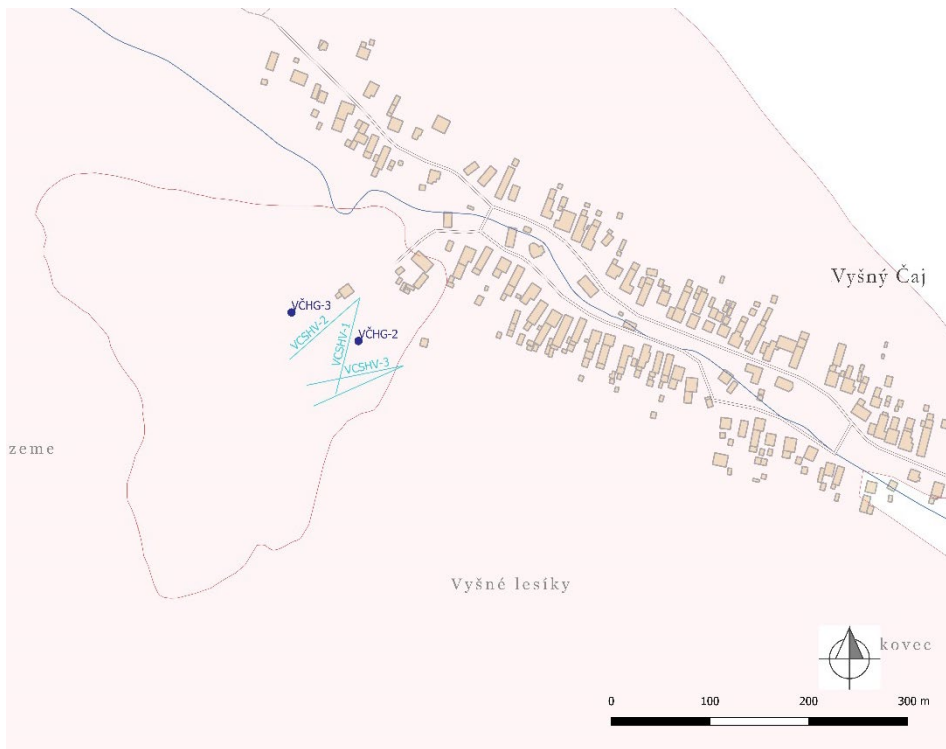 Vyšný Čaj
VČHG-3
VCSHV-2
VCSHV-1
VČHG-2
VCSHV-3
zeme
Vyšné lesíky
kovec
0 100 200 300 m